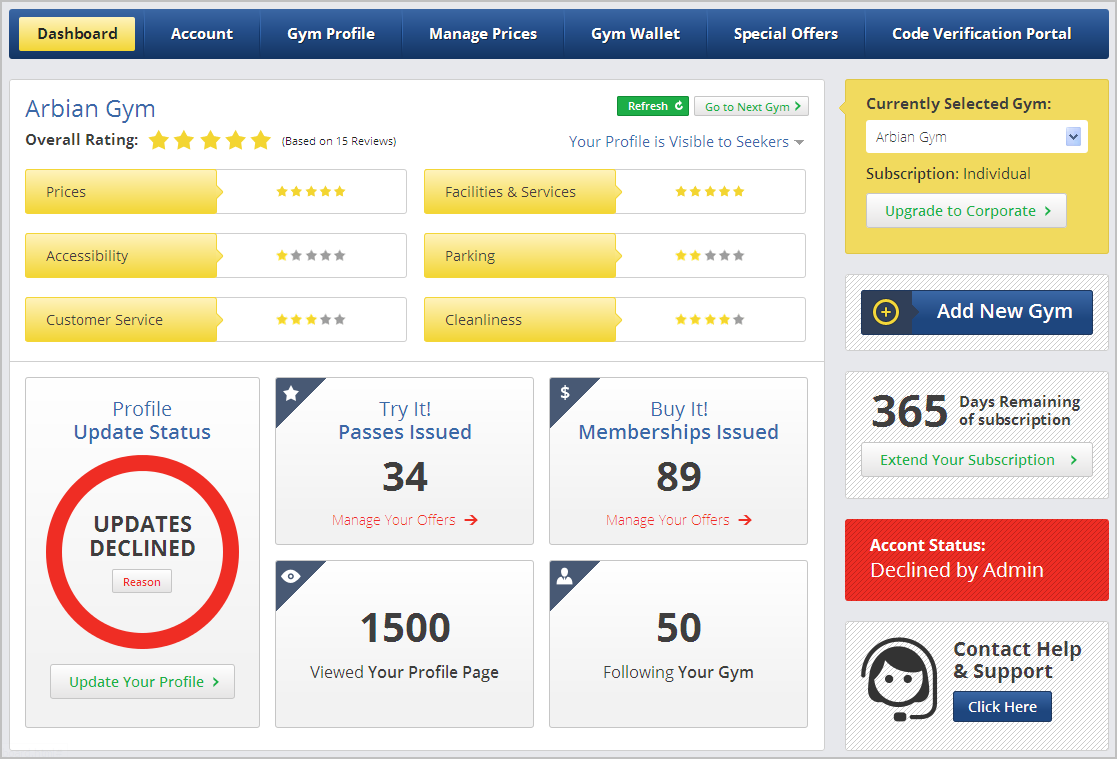 Dashboard
Account
Gym Profile
Manage Prices
Gym Wallet
Special Offers
Code Verification Portal
Arbian Gym
Refresh
Go to Next Gym
Overall Rating:
(Based on 15 Reviews)
Your Profile is Visible to Seekers
Prices
Facilities & Services
Accessibility
Parking
Customer Service
Cleanliness
Profile
Update Status
UPDATES
DECLINED
Reason
Update Your Profile
Try It!
Passes Issued
34
Manage Your Offers
$
Buy It!
Memberships Issued
89
Manage Your Offers
1500
Viewed Your Profile Page
50
Following Your Gym
Currently Selected Gym:
Arbian Gym
Subscription: Individual
Upgrade to Corporate
Add New Gym
365
Days Remaining
of subscription
Extend Your Subscription
Accont Status:
Declined by Admin
Contact Help
& Support
Click Here